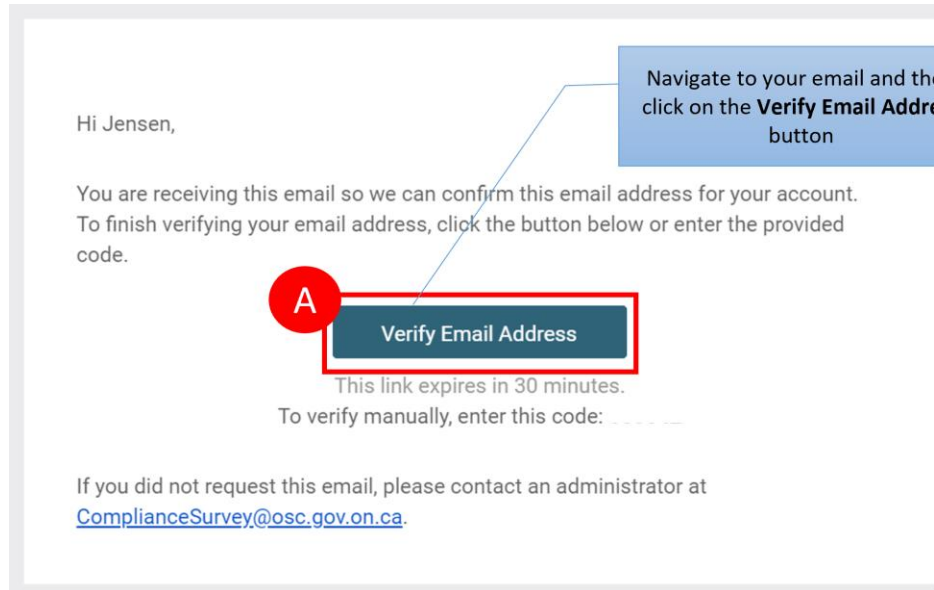 Navigate to your email and the
click on the Verify Email Addre
button
Hi Jensen,
You are receiving this email so we can confirm this email address for your account.
To finish verifying your email address, click the button below or enter the provided
code.
A
Verify Email Address
This link expires in 30 minutes.
To verify manually, enter this code:
If you did not request this email, please contact an administrator at
ComplianceSurvey@osc.gov.on.ca.